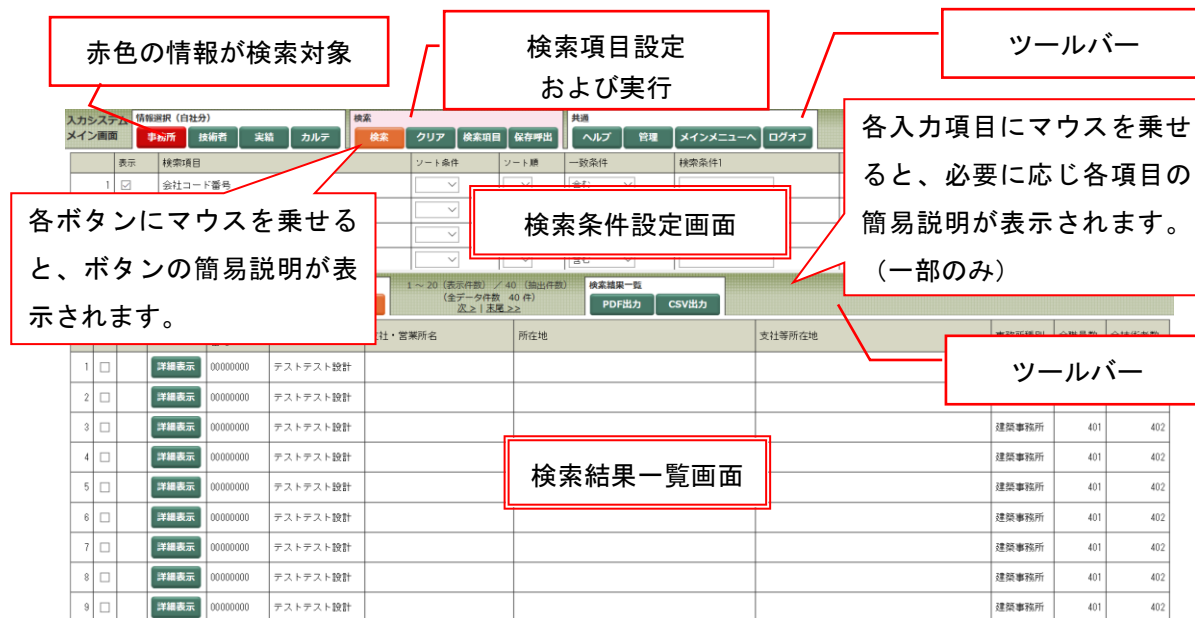 赤色の情報が検索対象
検索項目設定
および実行
ツールバー
入力システム
メイン画面
情報選択（自社分）
事務所 技術者 実績 カルテ
検索
検索 クリア 検索項目 保存呼出
共通
ヘルプ 管理 メインメニューへ ログオフ
各入力項目にマウスを乗せ
ると、必要に応じ各項目の
簡易説明が表示されます。
（一部のみ）
表示 検索項目 ソート条件 ソート順 一致条件 検索条件1
1 会社コード番号 含む
各ボタンにマウスを乗せる
と、ボタンの簡易説明が表
示されます。
検索条件設定画面
含む
1 ～ 20（表示件数） ／ 40（抽出件数）
（全データ件数 40 件）
次 > | 末尾 >>
検索結果一覧
PDF出力 CSV出力
ツールバー
社・営業所名 所在地 支社等所在地
1 詳細表示 00000000 テストテスト設計
2 詳細表示 00000000 テストテスト設計
3 詳細表示 00000000 テストテスト設計 建築事務所 401 402
4 詳細表示 00000000 テストテスト設計 建築事務所 401 402
検索結果一覧画面
5 詳細表示 00000000 テストテスト設計 建築事務所 401 402
6 詳細表示 00000000 テストテスト設計 建築事務所 401 402
7 詳細表示 00000000 テストテスト設計 建築事務所 401 402
8 詳細表示 00000000 テストテスト設計 建築事務所 401 402
9 詳細表示 00000000 テストテスト設計 建築事務所 401 402